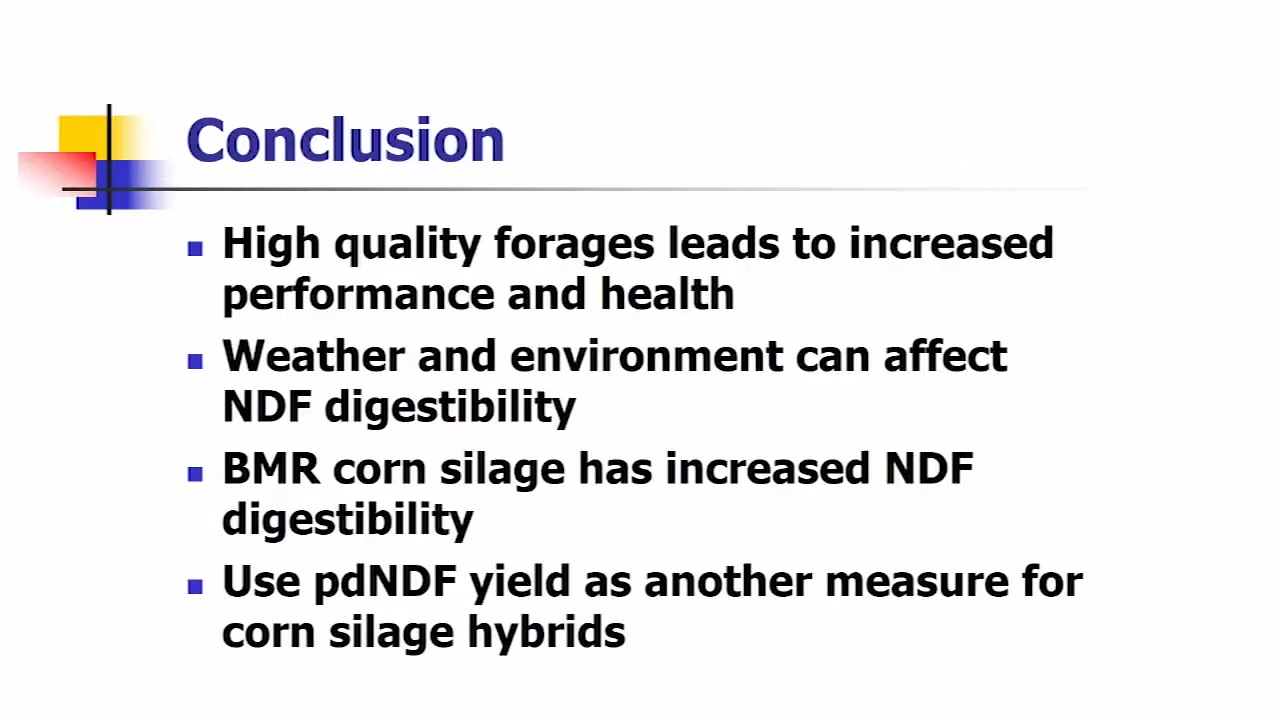 Conclusion
High quality forages leads to increased
performance and health
Weather and environment can affect
NDF digestibility
BMR corn silage has increased NDF
digestibility
Use pdNDF yield as another measure for
corn silage hybrids